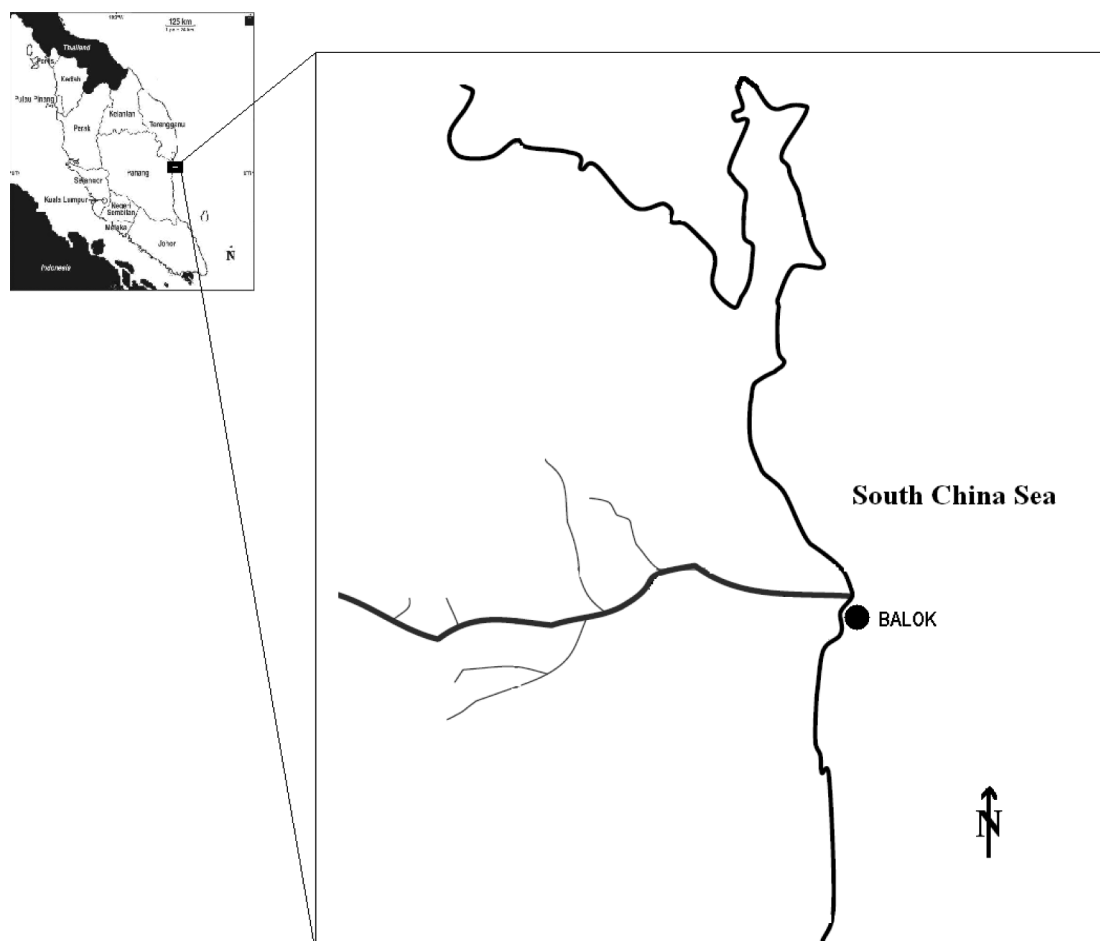 125 km
Thailand
Perlis
Kedah
Pulau Pinang
Kelantan
Terengganu
Perak
Pahang
Selangor
Kuala Lumpur
Negeri
Sembilan
Melaka
Johor
N
Indonesia
South China Sea
BALOK
N